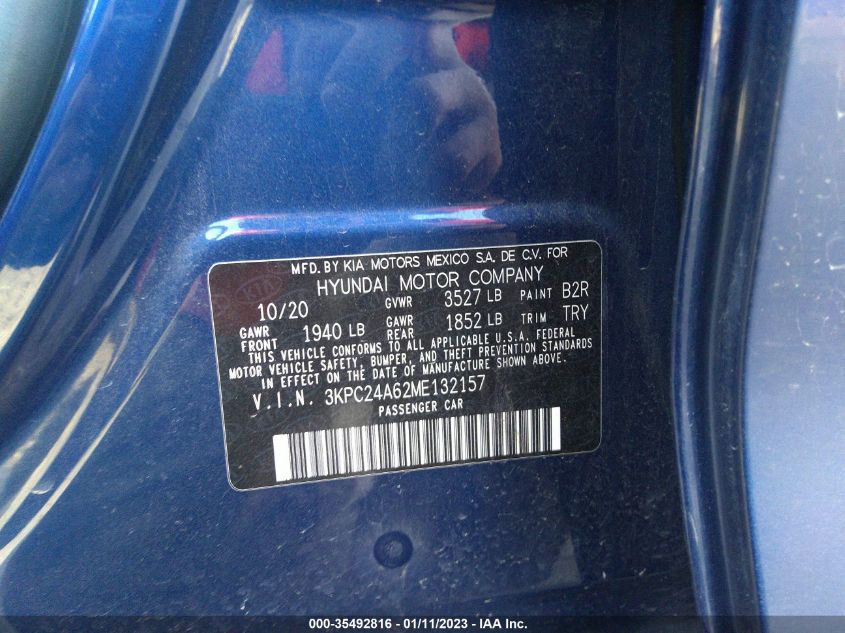 MFD. BY KIA MOTORS MEXICO S.A. DE C.V. FOR
HYUNDAI MOTOR COMPANY
10/20 GVWR 3527 LB PAINT B2R
GAWR FRONT 1940 LB GAWR REAR 1852 LB TRIM TRY
THIS VEHICLE CONFORMS TO ALL APPLICABLE U.S.A. FEDERAL
MOTOR VEHICLE SAFETY, BUMPER, AND THEFT PREVENTION STANDARDS
IN EFFECT ON THE DATE OF MANUFACTURE SHOWN ABOVE.
V.I.N. 3KPC24A62ME132157
PASSENGER CAR
000-35492816 - 01/11/2023 - IAA Inc.